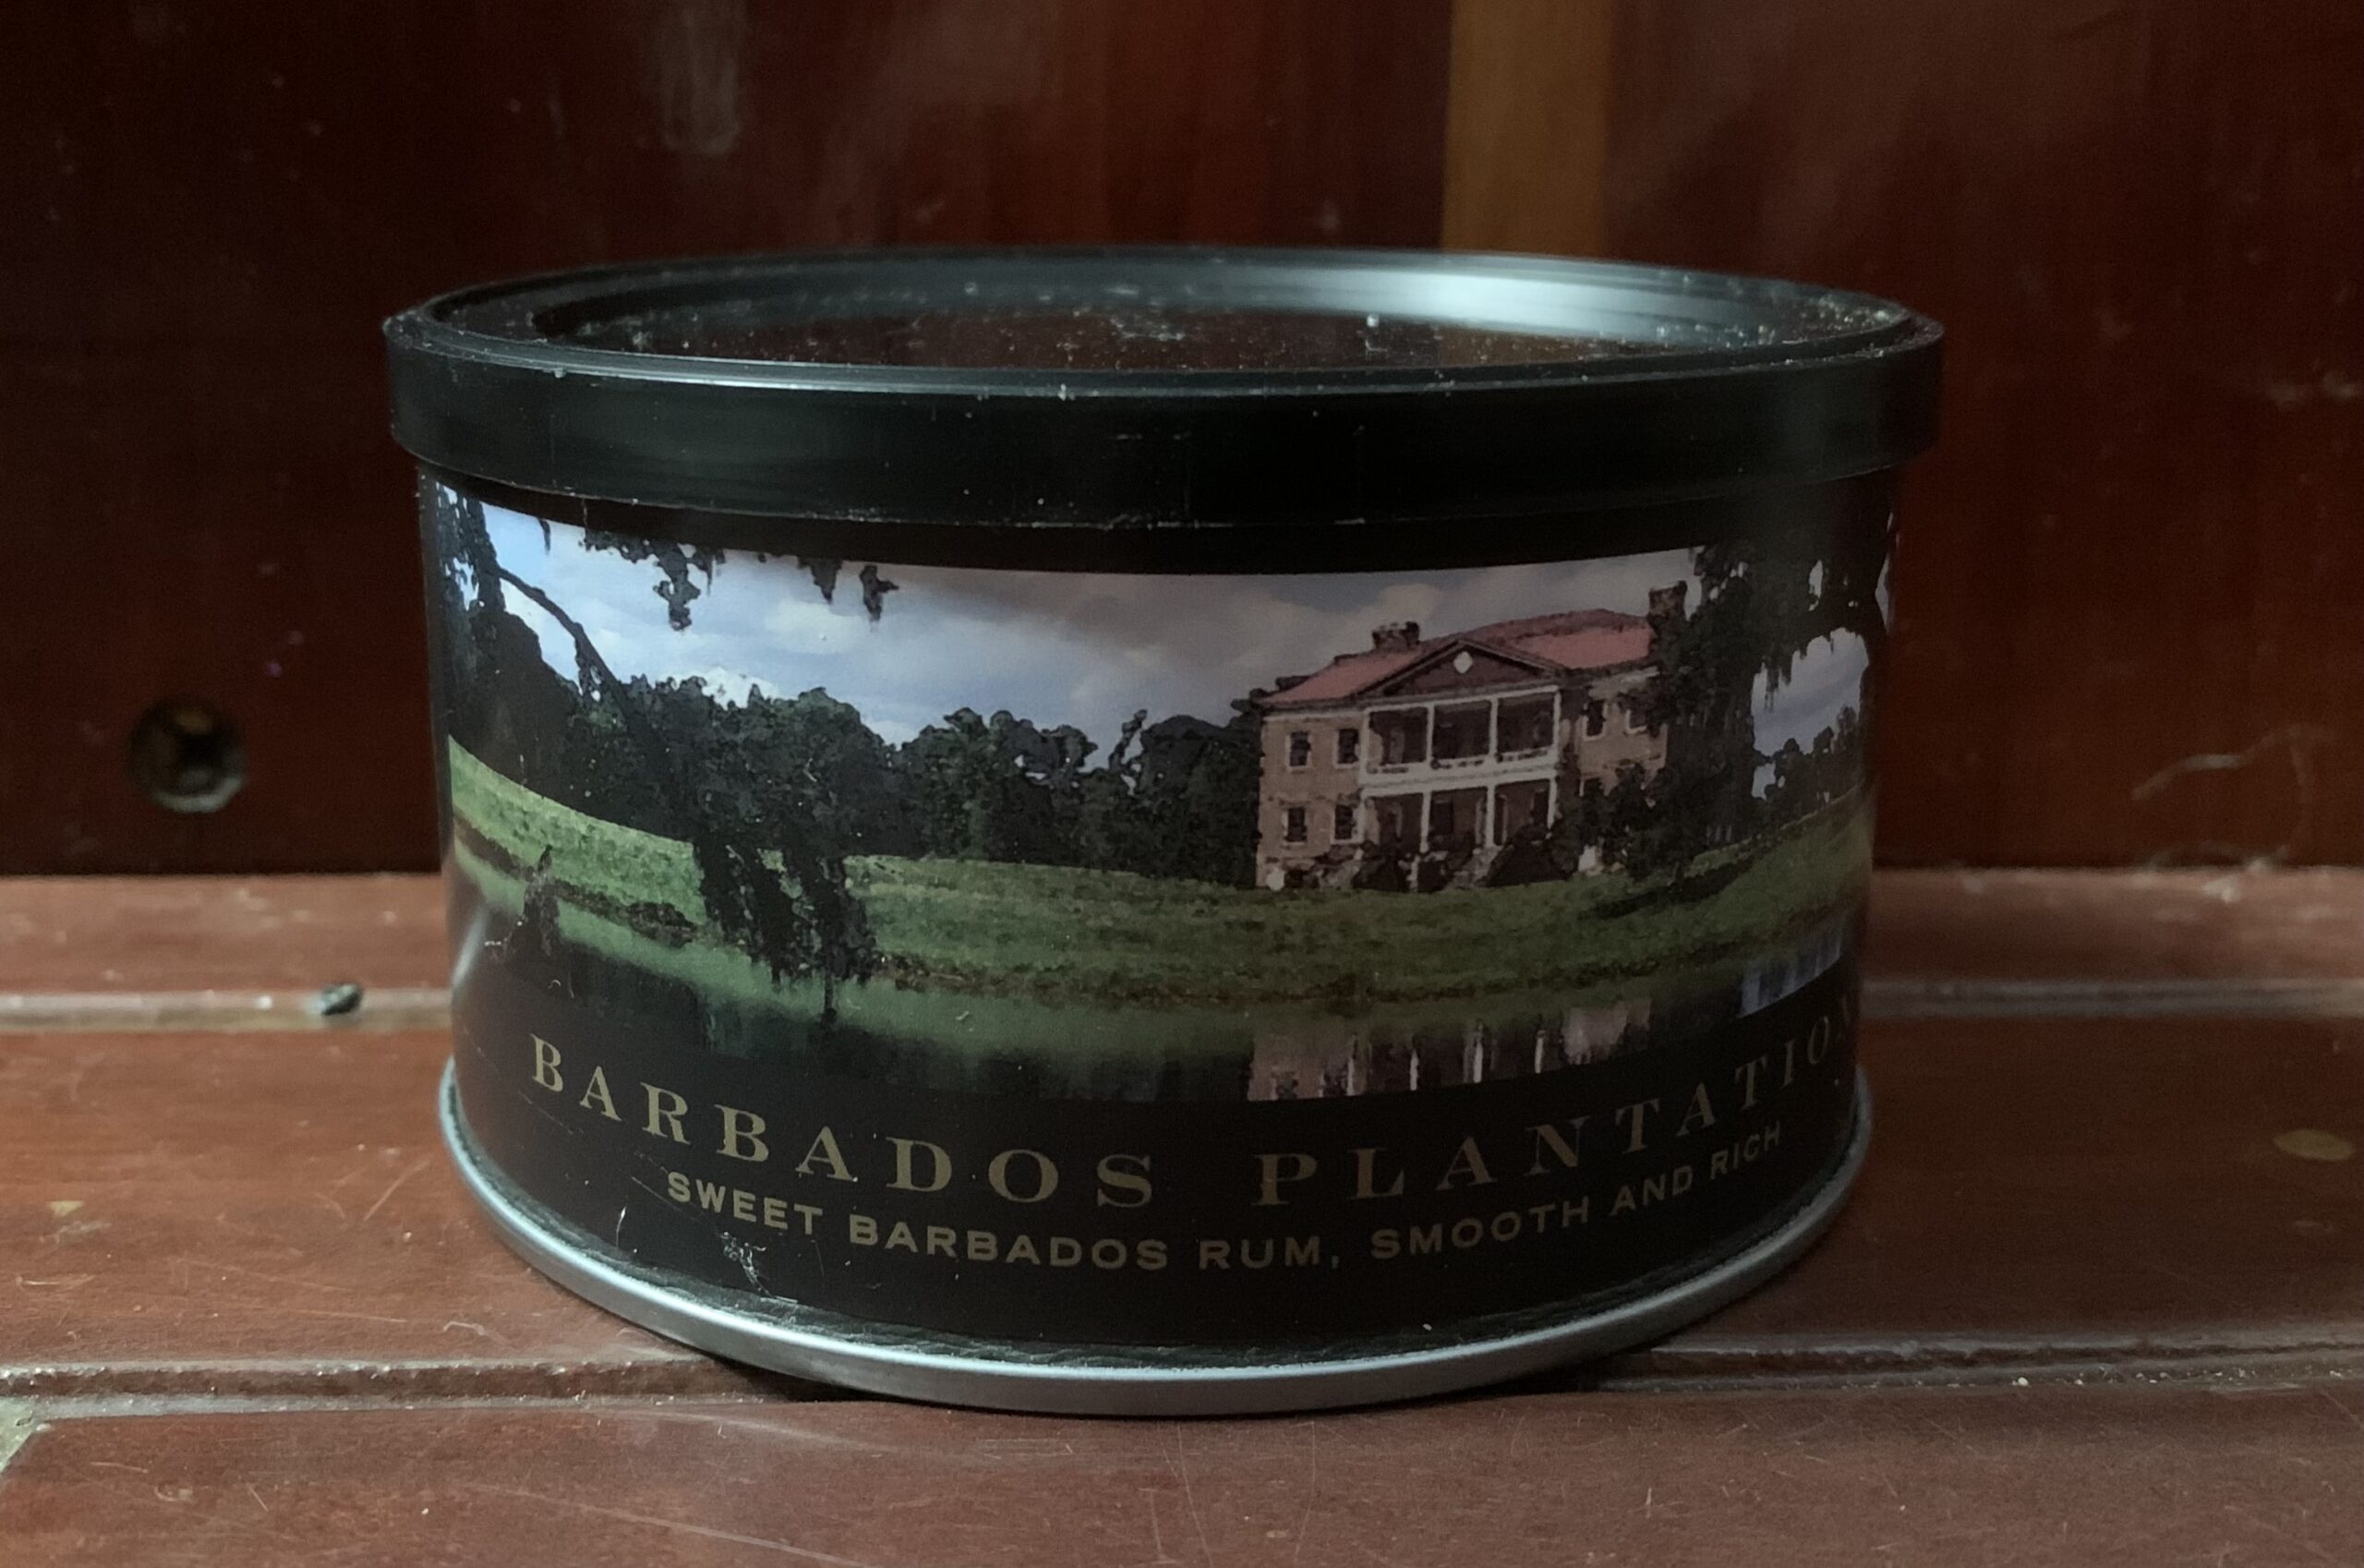 BARBADOS PLANTATION
SWEET BARBADOS RUM, SMOOTH AND RICH